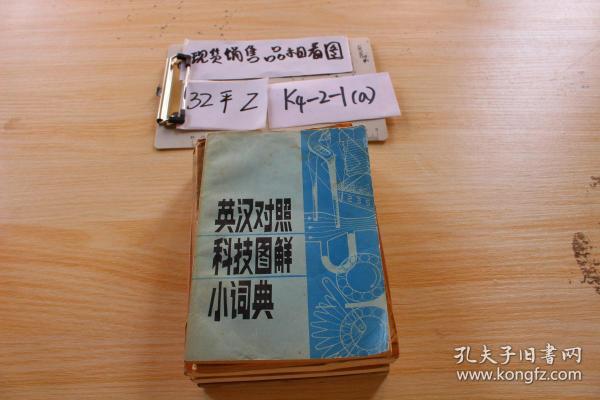 现货销售品相看图
32平乙
K4-2-1(a)
英汉对照
科技图解
小词典
孔夫子旧书网
www.kongfz.com